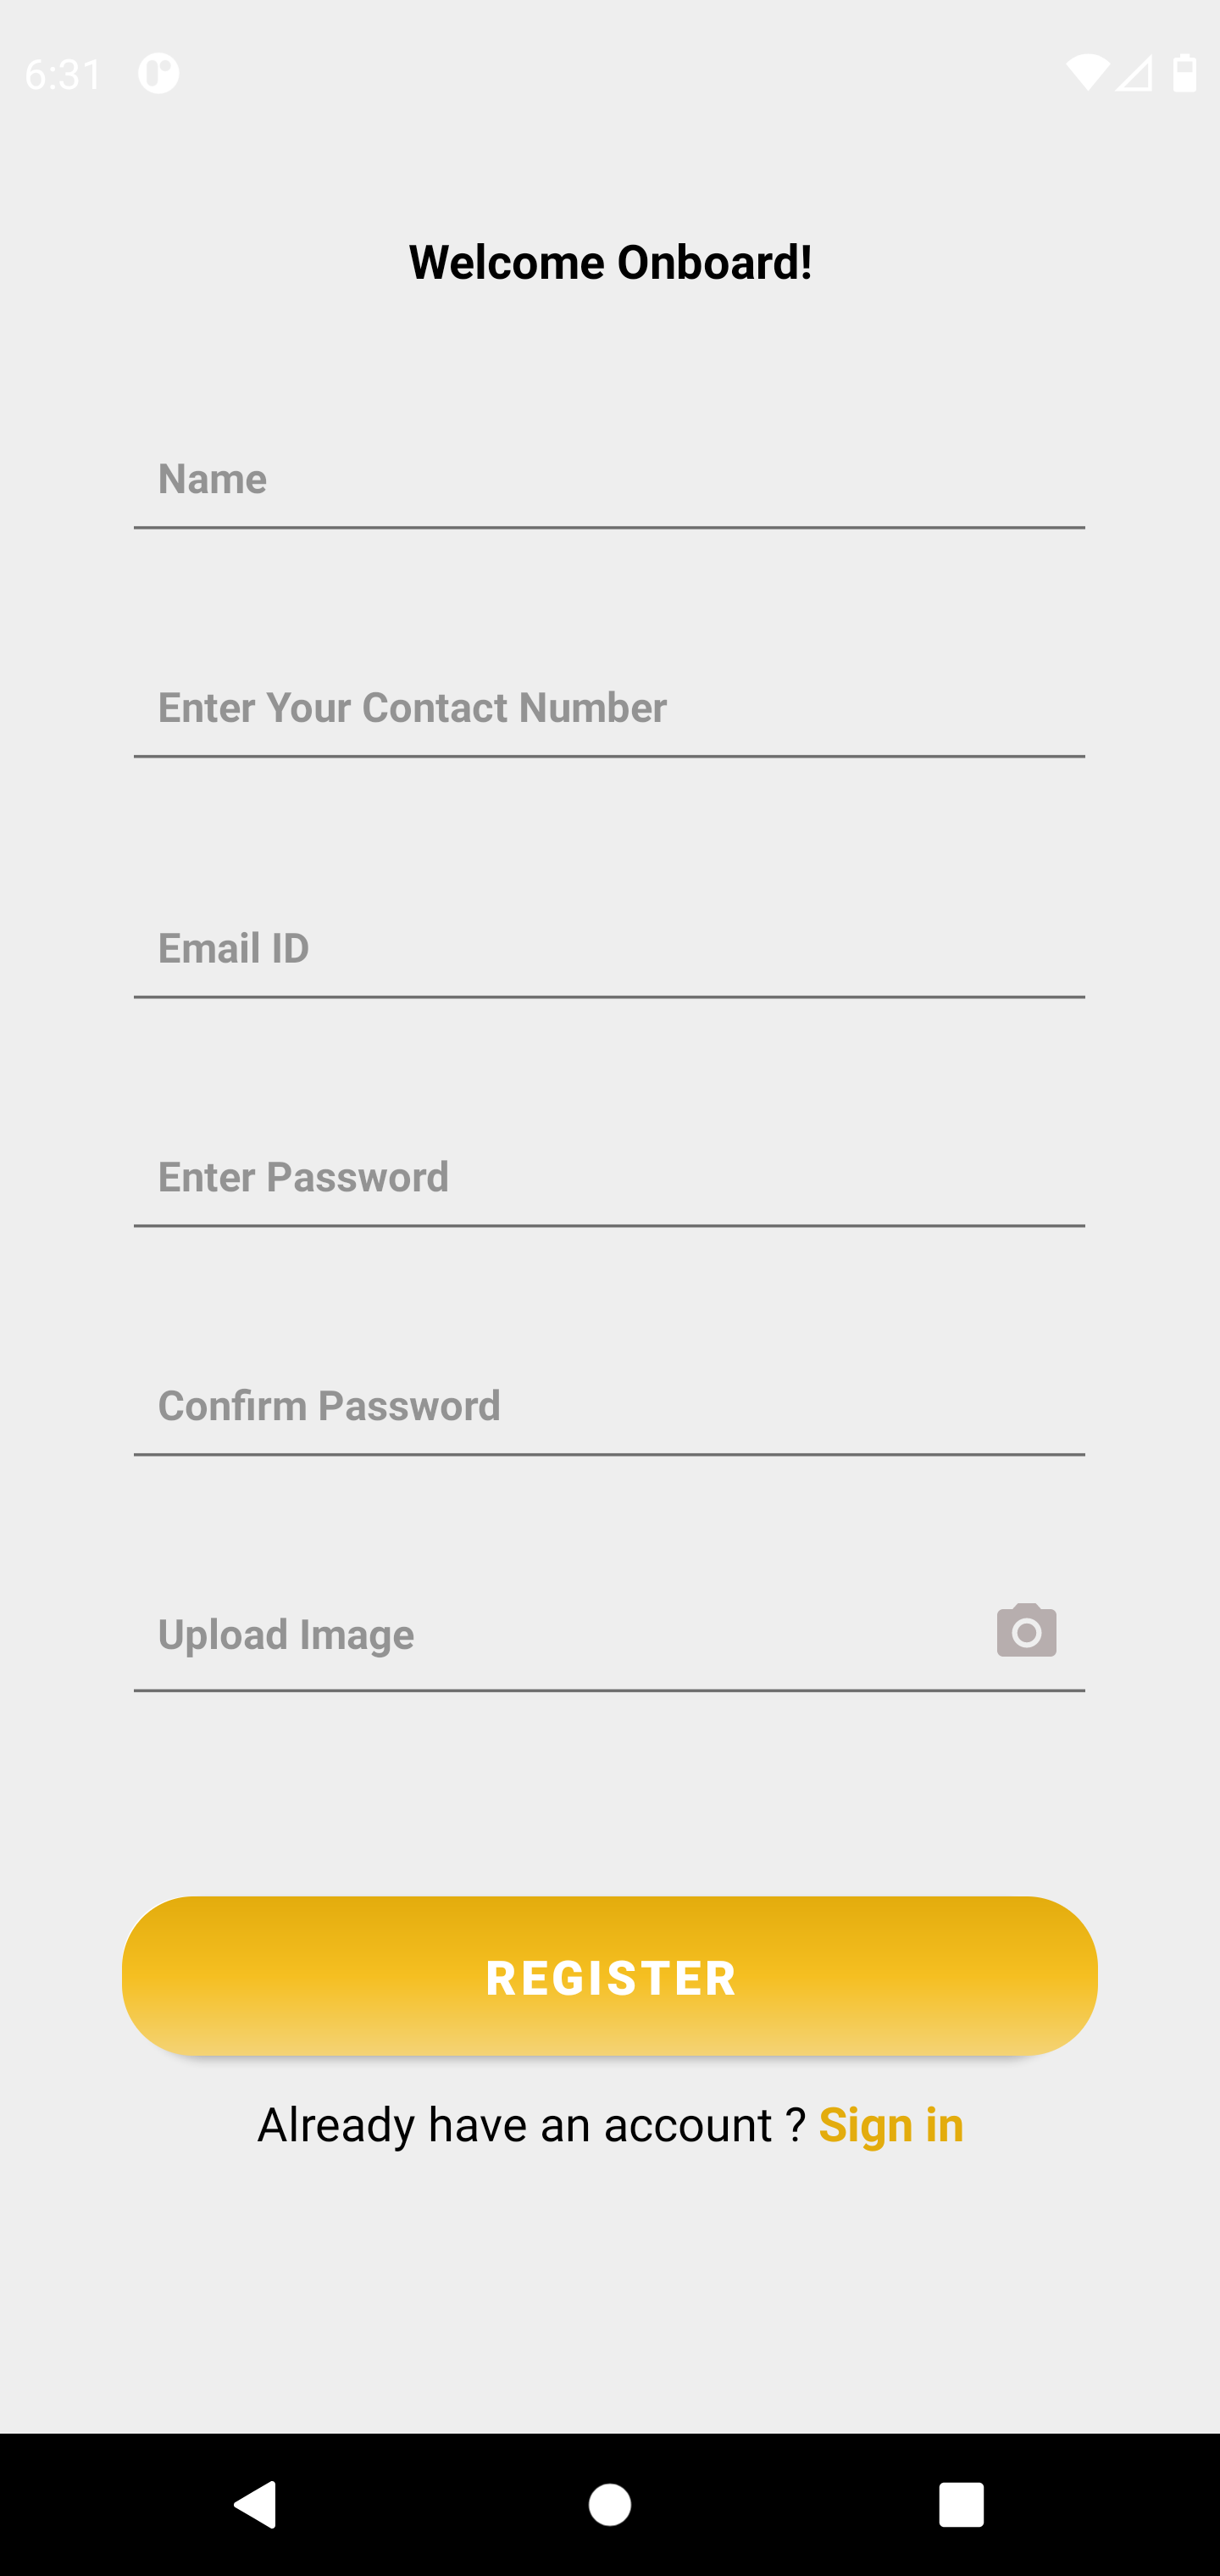 6:31
Welcome Onboard!
Name
Enter Your Contact Number
Email ID
Enter Password
Confirm Password
Upload Image
REGISTER
Already have an account ? Sign in